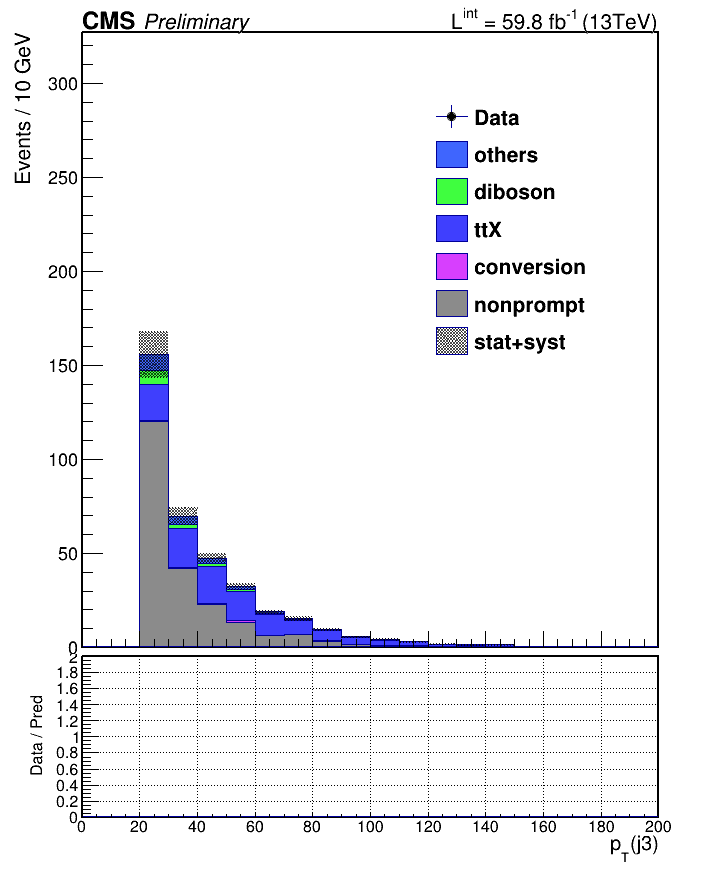 CMS Preliminary L^int = 59.8 fb^-1 (13TeV)
Events / 10 GeV
300
250
200
150
100
50
0
Data
others
diboson
ttX
conversion
nonprompt
stat+syst
Data / Pred
2
1.8
1.6
1.4
1.2
1
0.8
0.6
0.4
0.2
0
0 20 40 60 80 100 120 140 160 180 200
p_T(j3)